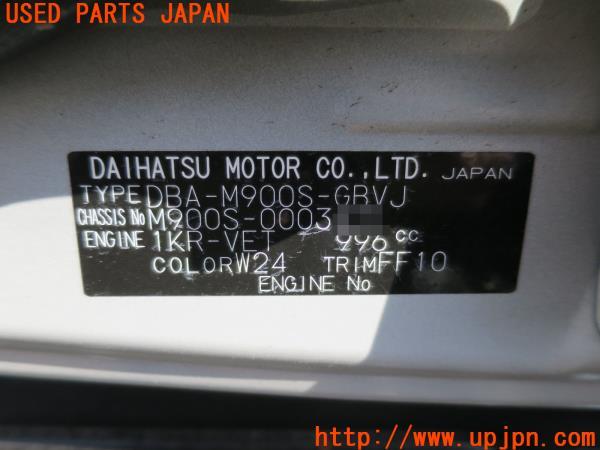 USED PARTS JAPAN
DAIHATSU MOTOR CO.,LTD. JAPAN
TYPE DBA-M900S-GBVJ
CHASSIS No M900S-0003
ENGINE 1KR-VET 996 CC
COLOR W24 TRIM FF10
ENGINE No
http://www.upjpn.com/